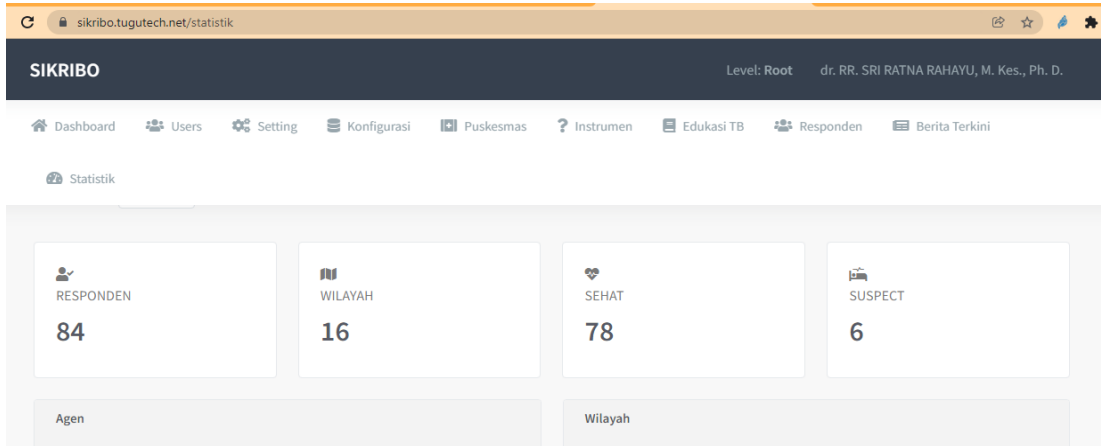 sikribo.tugutech.net/statistik
SIKRIBO Level: Root dr. RR. SRI RATNA RAHAYU, M. Kes., Ph. D.
Dashboard Users Setting Konfigurasi Puskesmas Instrumen Edukasi TB Responden Berita Terkini
Statistik
RESPONDEN WILAYAH SEHAT SUSPECT
84 16 78 6
Agen Wilayah